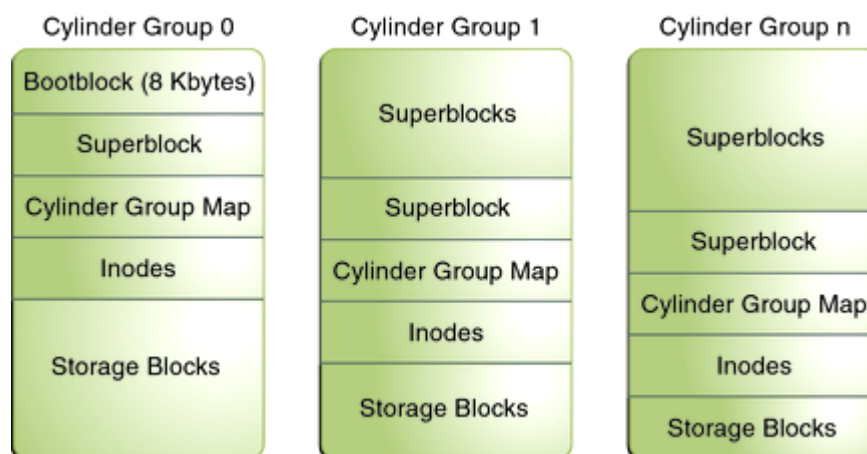 Cylinder Group 0
Bootblock (8 Kbytes)
Superblock
Cylinder Group Map
Inodes
Storage Blocks
Cylinder Group 1
Superblocks
Superblock
Cylinder Group Map
Inodes
Storage Blocks
Cylinder Group n
Superblocks
Superblock
Cylinder Group Map
Inodes
Storage Blocks